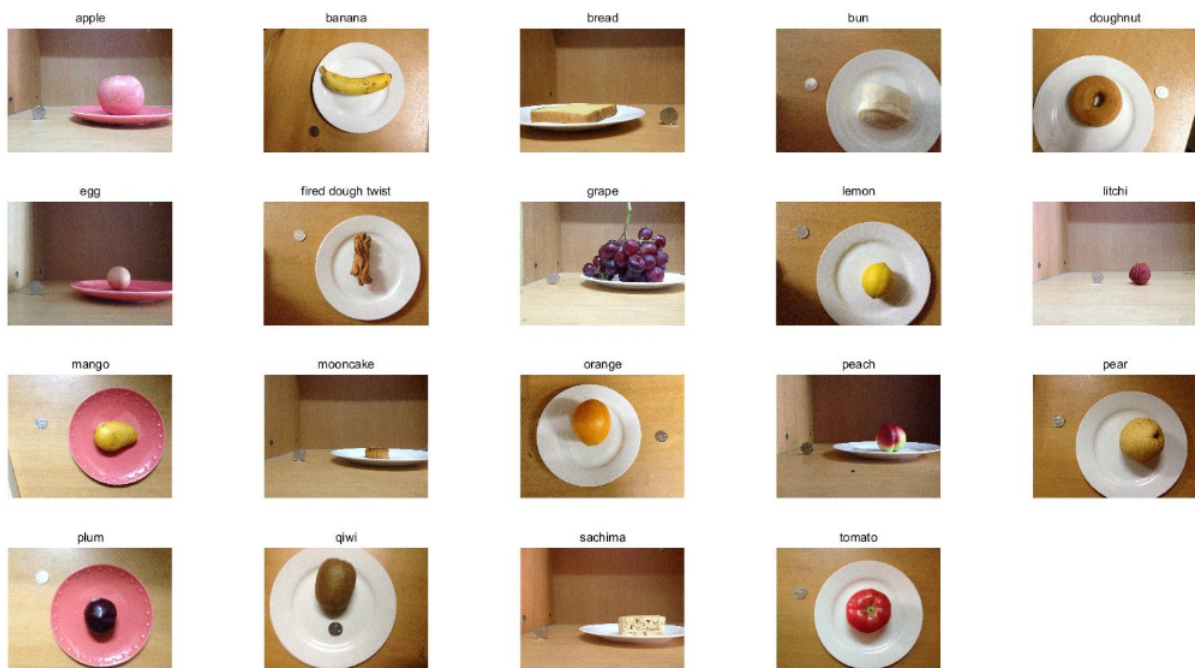 apple
banana
bread
bun
doughnut
egg
fired dough twist
grape
lemon
litchi
mango
mooncake
orange
peach
pear
plum
qiwi
sachima
tomato